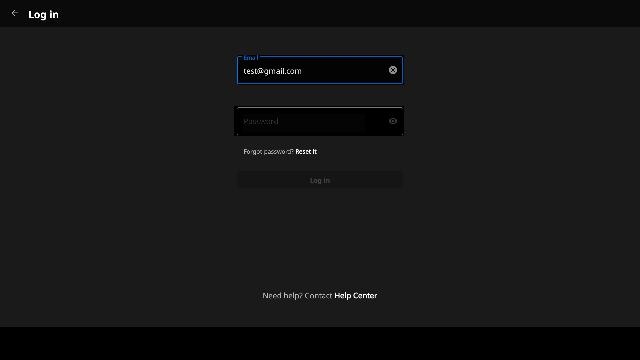 Log in
Email
test@gmail.com
Password
Forgot password? Reset it
Log in
Need help? Contact Help Center